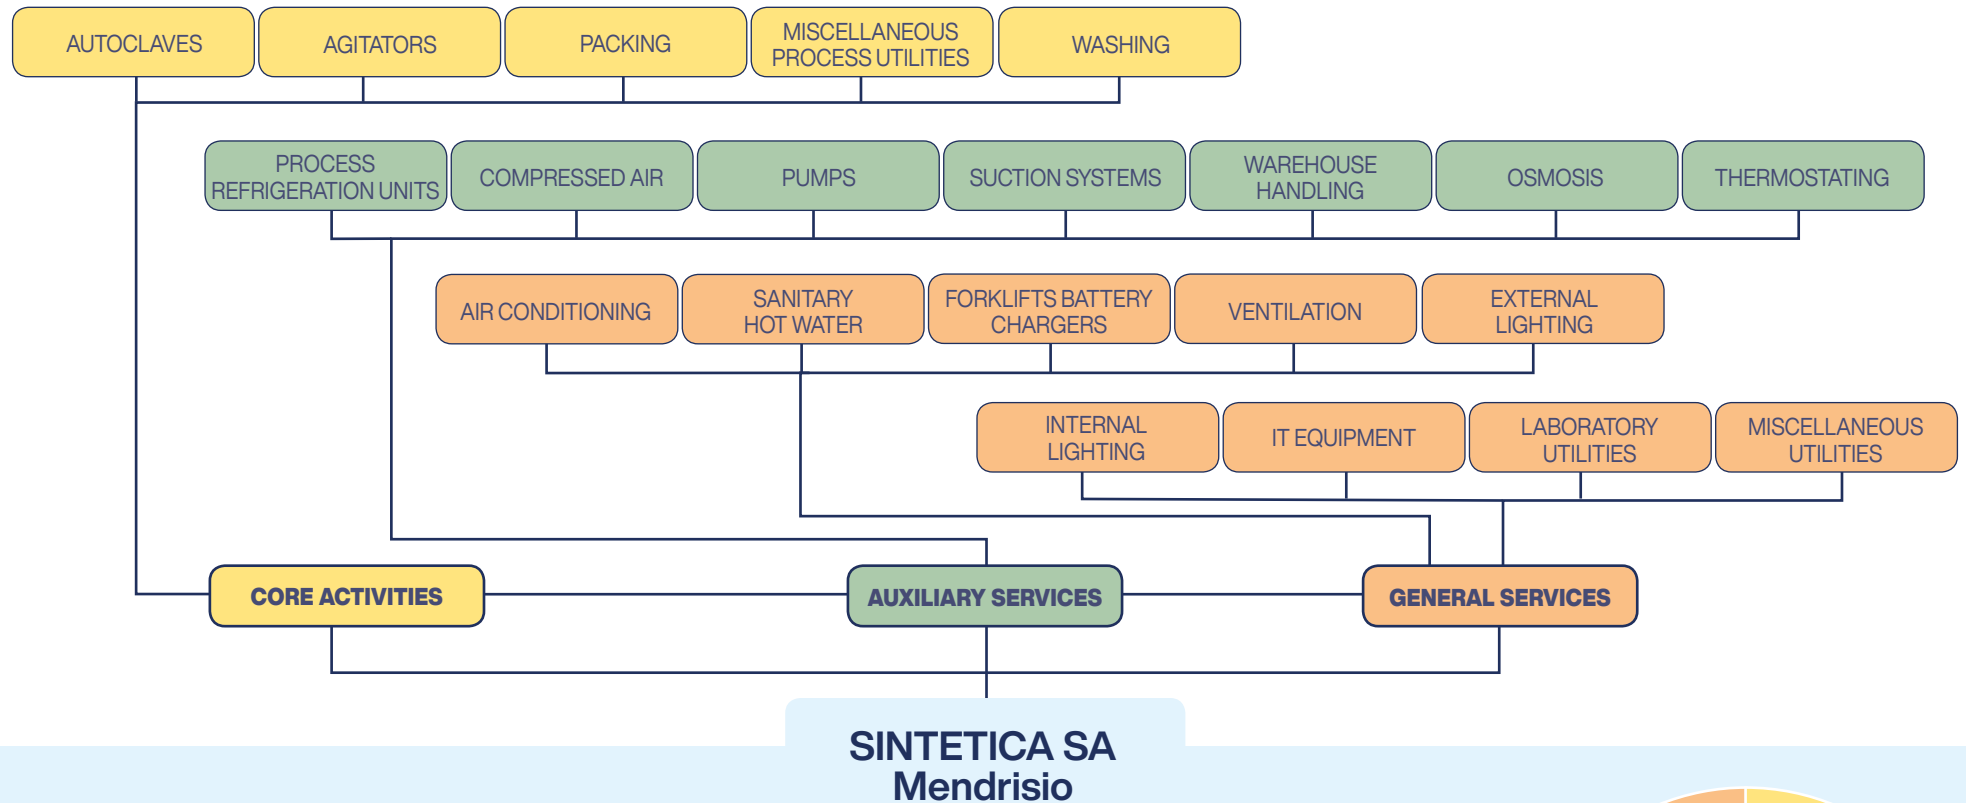 AUTOCLAVES
AGITATORS
PACKING
MISCELLANEOUS
PROCESS UTILITIES
WASHING
PROCESS
REFRIGERATION UNITS
COMPRESSED AIR
PUMPS
SUCTION SYSTEMS
WAREHOUSE
HANDLING
OSMOSIS
THERMOSTATING
AIR CONDITIONING
SANITARY
HOT WATER
FORKLIFTS BATTERY
CHARGERS
VENTILATION
EXTERNAL
LIGHTING
INTERNAL
LIGHTING
IT EQUIPMENT
LABORATORY
UTILITIES
MISCELLANEOUS
UTILITIES
CORE ACTIVITIES
AUXILIARY SERVICES
GENERAL SERVICES
SINTETICA SA
Mendrisio